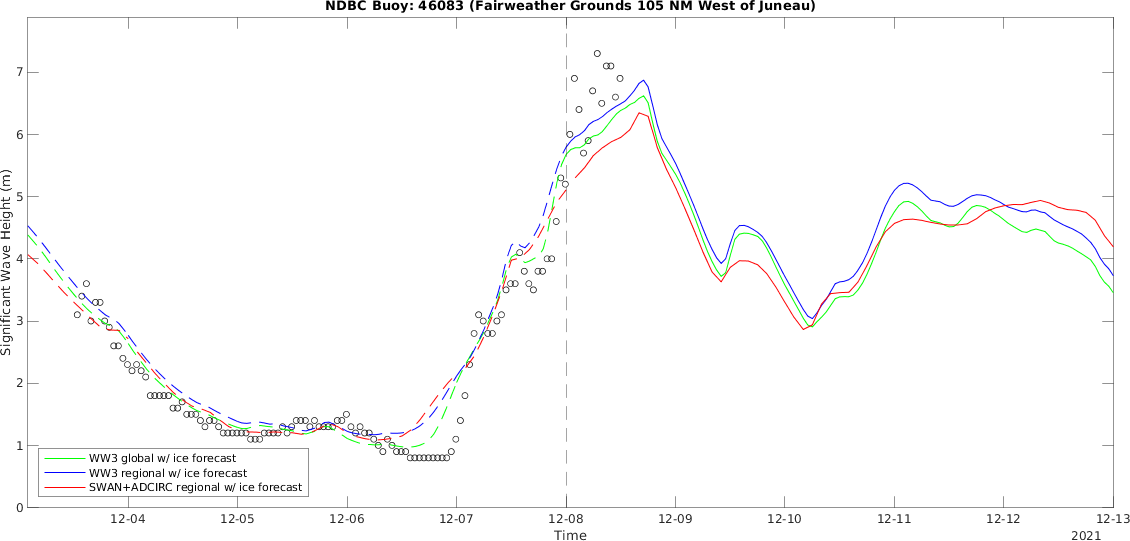 NDBC Buoy: 46083 (Fairweather Grounds 105 NM West of Juneau)
Significant Wave Height (m)
7
6
5
4
3
2
1
0
WW3 global w/ ice forecast
WW3 regional w/ ice forecast
SWAN+ADCIRC regional w/ ice forecast
12-04 12-05 12-06 12-07 12-08 12-09 12-10 12-11 12-12 12-13
Time
2021